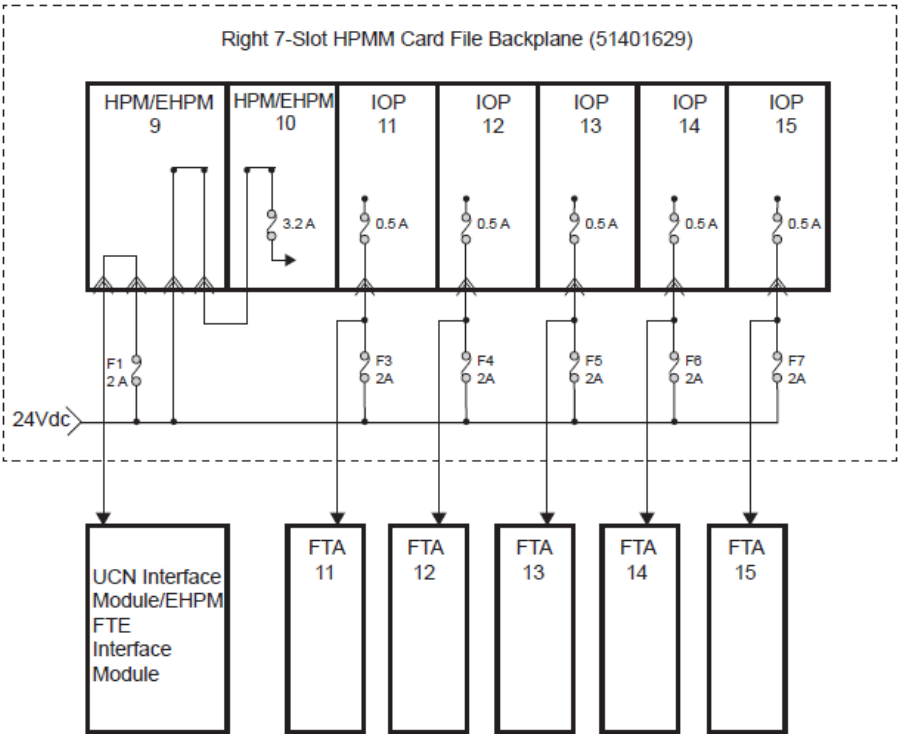 Right 7-Slot HPMM Card File Backplane (51401629)
HPM/EHPM
9
HPM/EHPM
10
IOP
11
IOP
12
IOP
13
IOP
14
IOP
15
3.2 A
0.5 A
0.5 A
0.5 A
0.5 A
0.5 A
F1
2 A
F3
2A
F4
2A
F5
2A
F6
2A
F7
2A
24Vdc
UCN Interface
Module/EHPM
FTE
Interface
Module
FTA
11
FTA
12
FTA
13
FTA
14
FTA
15